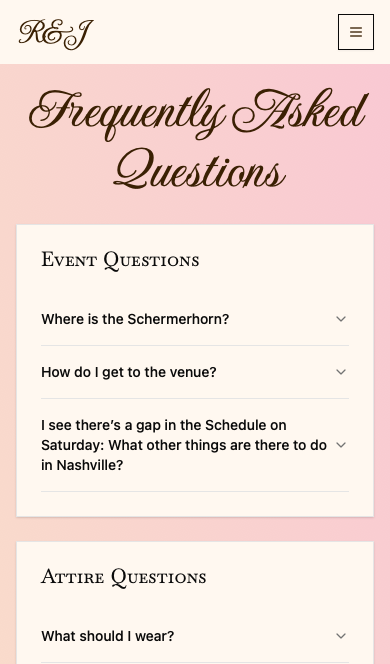 R&J
Frequently Asked
Questions
Event Questions
Where is the Schermerhorn?
How do I get to the venue?
I see there's a gap in the Schedule on
Saturday: What other things are there to do
in Nashville?
Attire Questions
What should I wear?